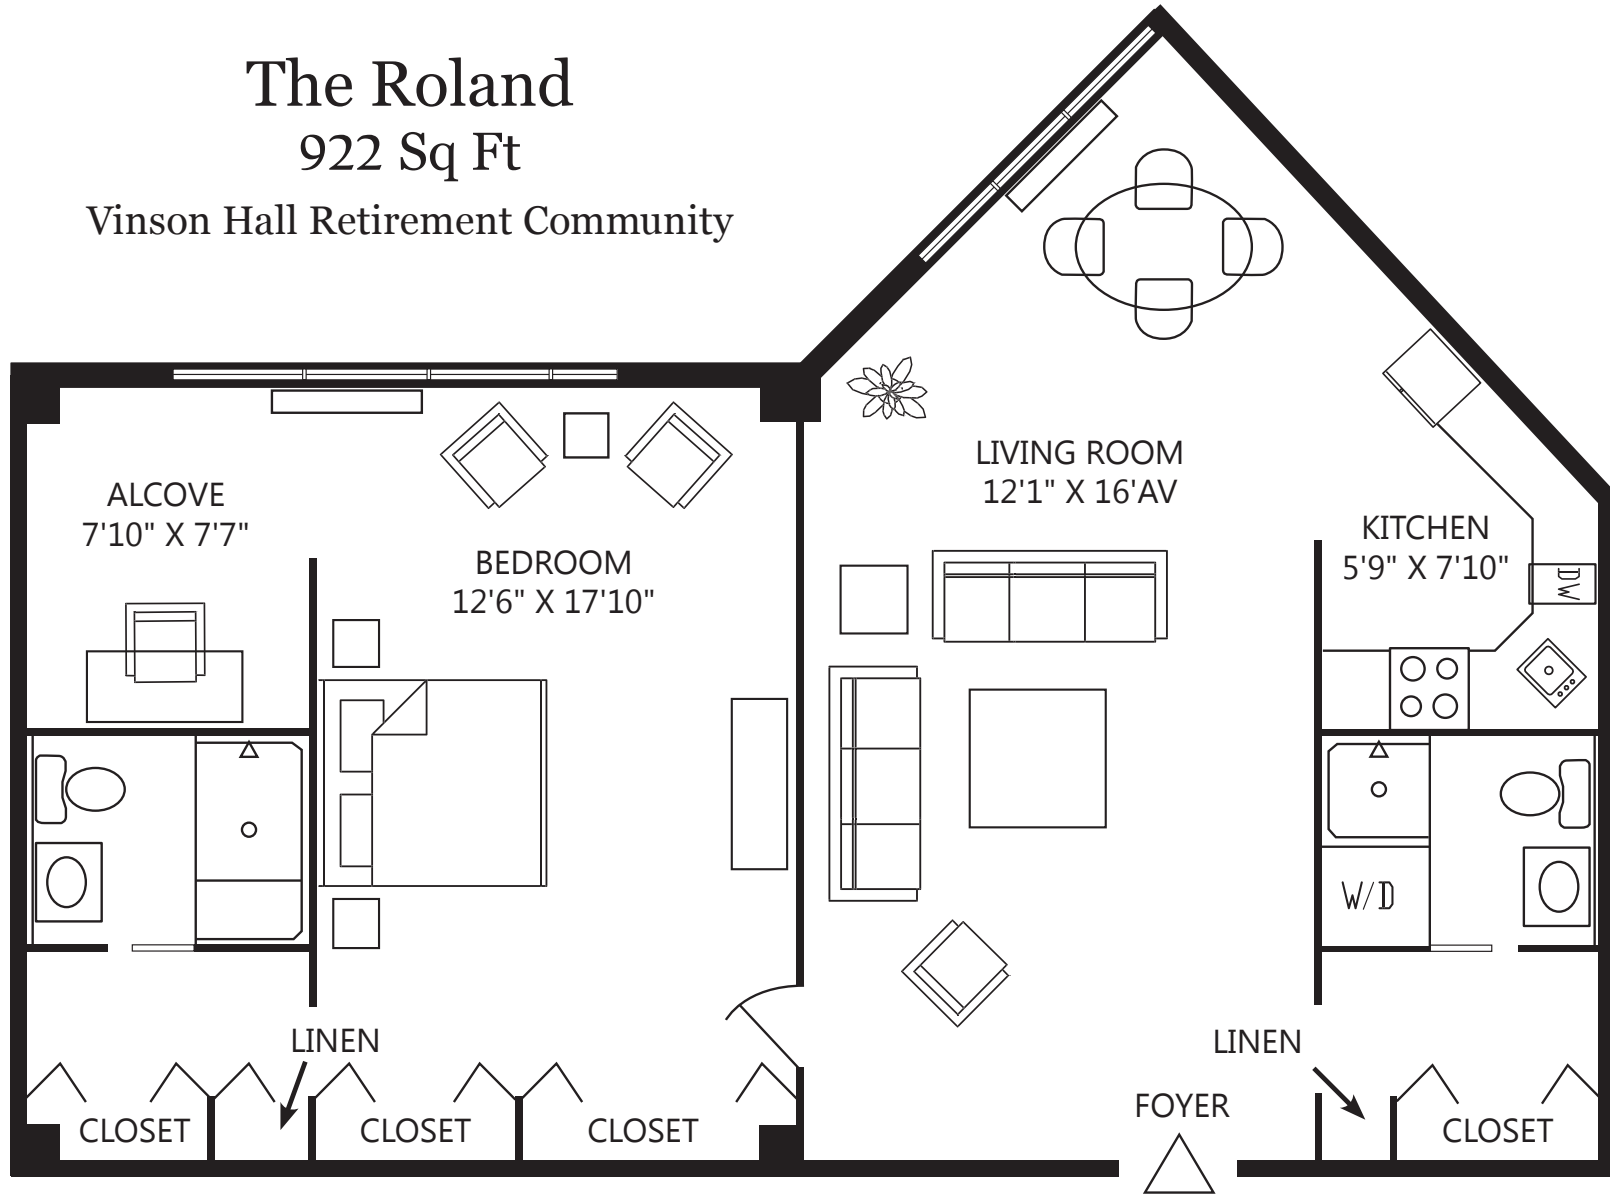 The Roland
922 Sq Ft
Vinson Hall Retirement Community
ALCOVE
7'10" X 7'7"
BEDROOM
12'6" X 17'10"
LIVING ROOM
12'1" X 16'AV
KITCHEN
5'9" X 7'10"
DW
W/D
LINEN
LINEN
FOYER
CLOSET
CLOSET
CLOSET
CLOSET